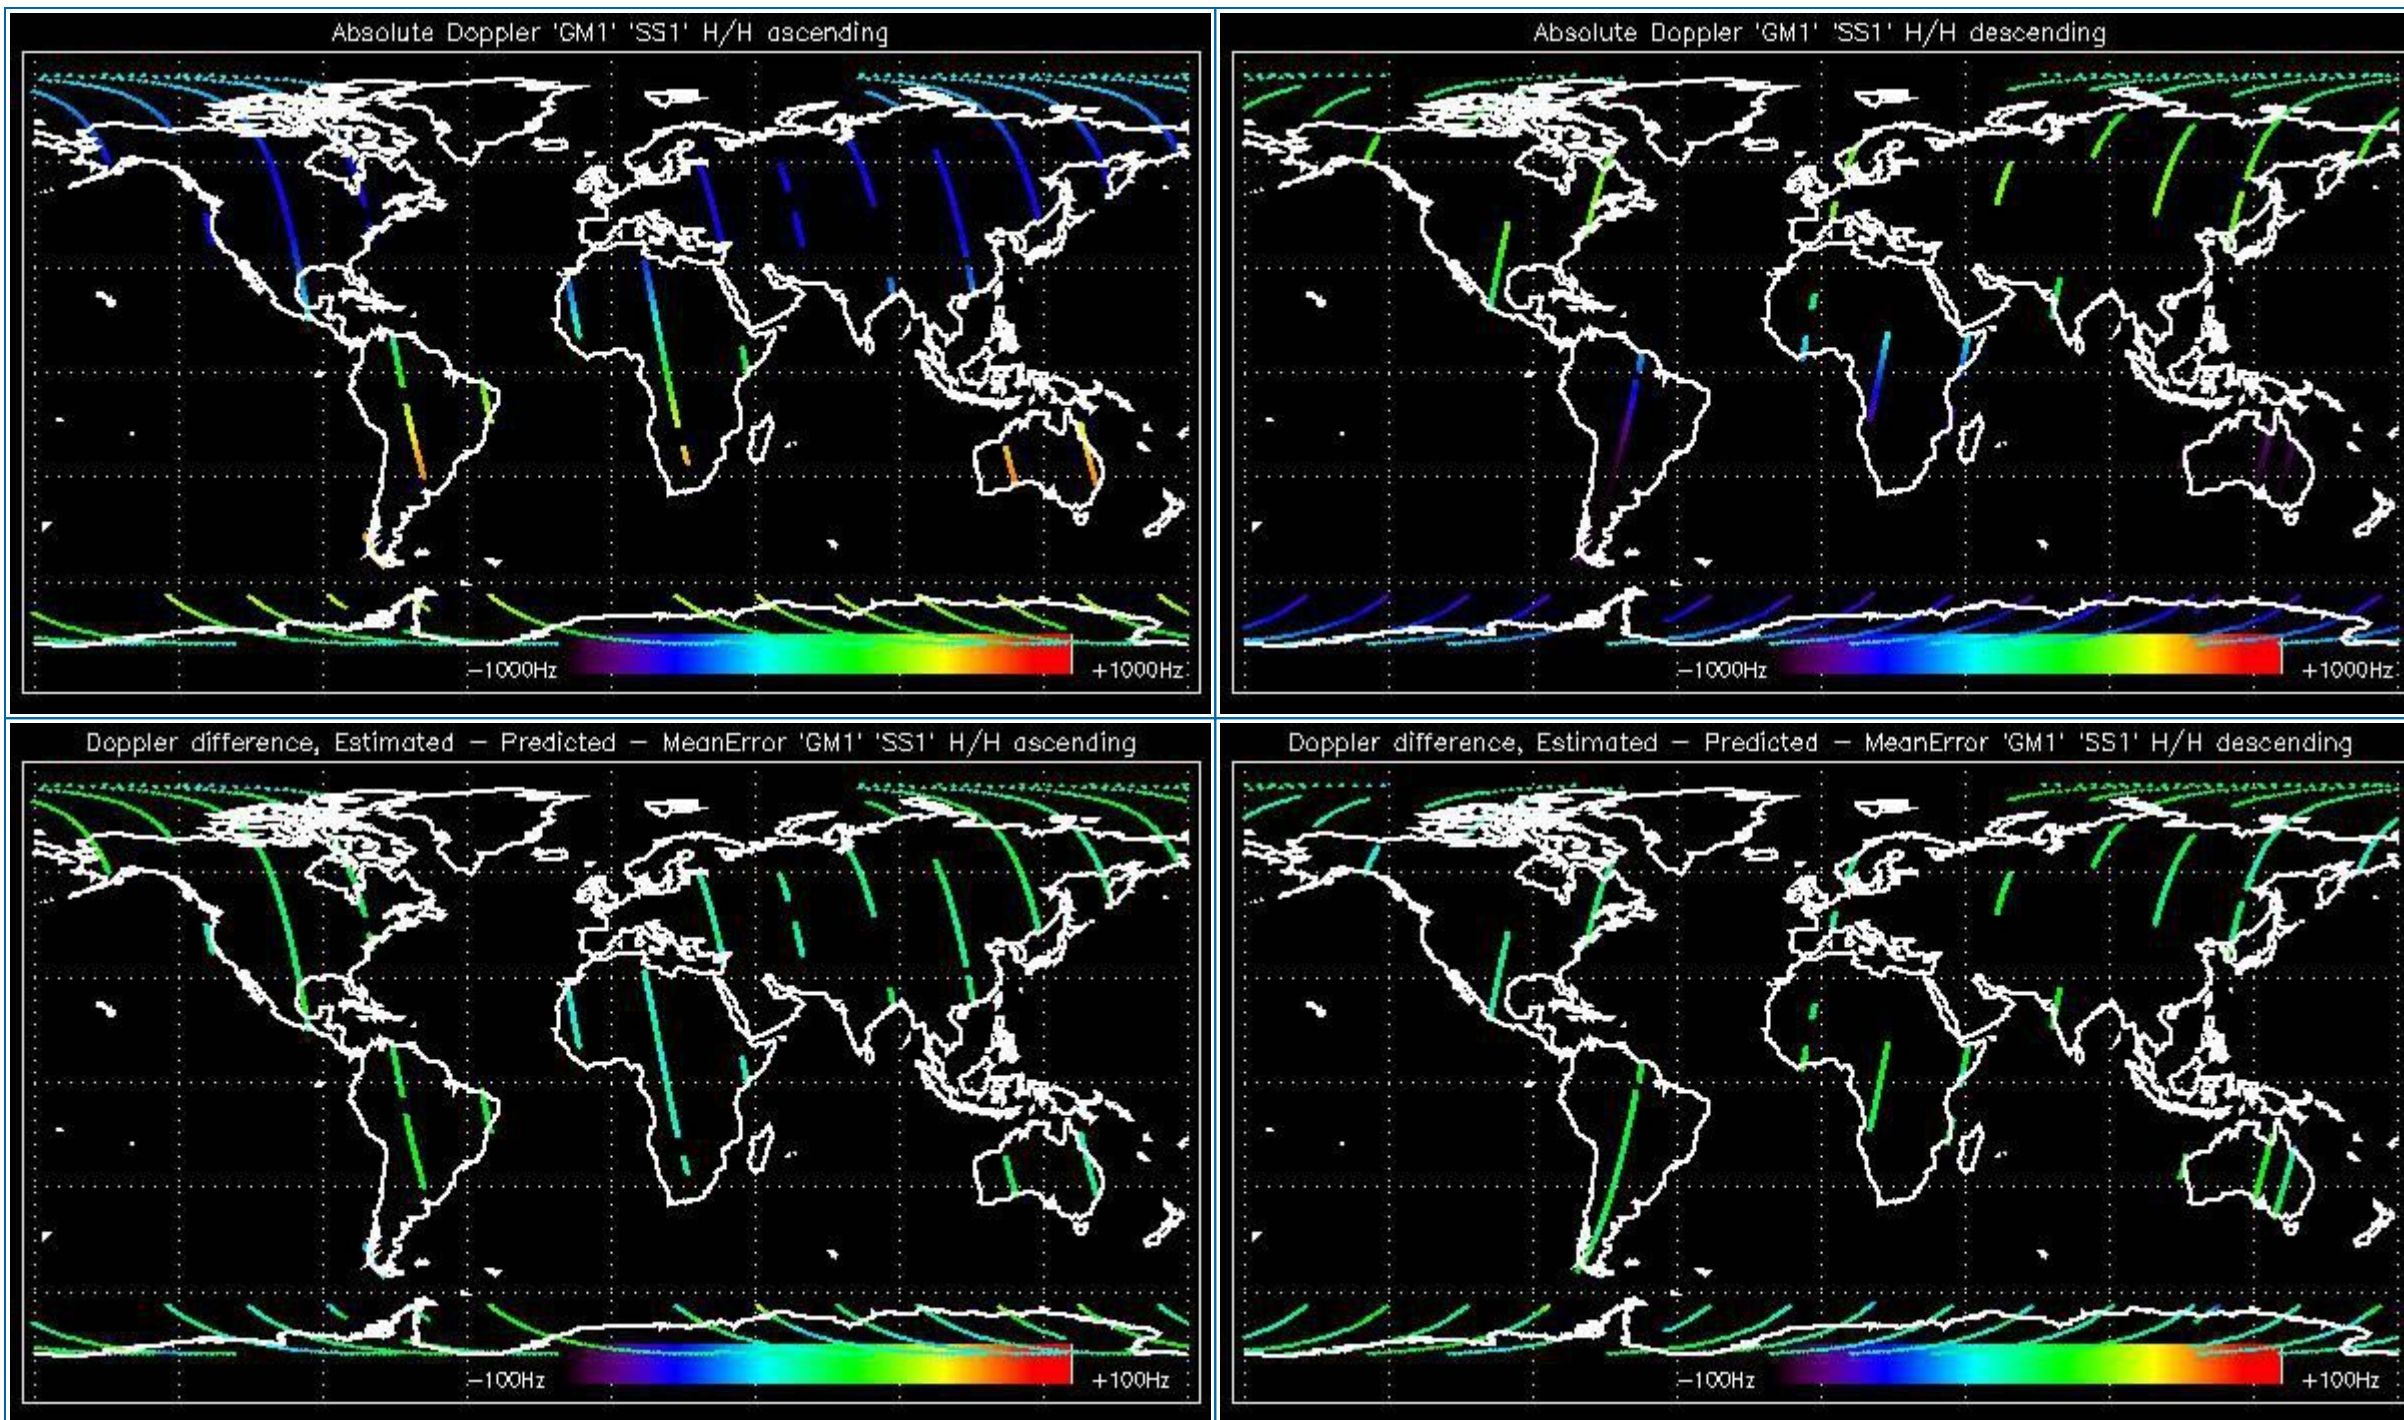 Absolute Doppler 'GM1' 'SS1' H/H ascending
-1000Hz
+1000Hz
Absolute Doppler 'GM1' 'SS1' H/H descending
-1000Hz
+1000Hz
Doppler difference, Estimated - Predicted - MeanError 'GM1' 'SS1' H/H ascending
-100Hz
+100Hz
Doppler difference, Estimated - Predicted - MeanError 'GM1' 'SS1' H/H descending
-100Hz
+100Hz